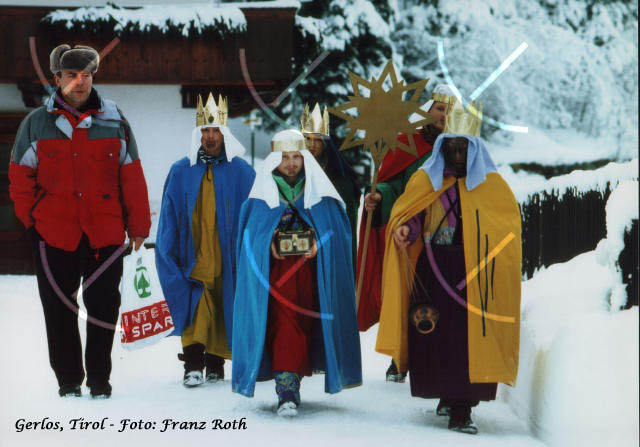 INTER
SPAR
Gerlos, Tirol - Foto: Franz Roth